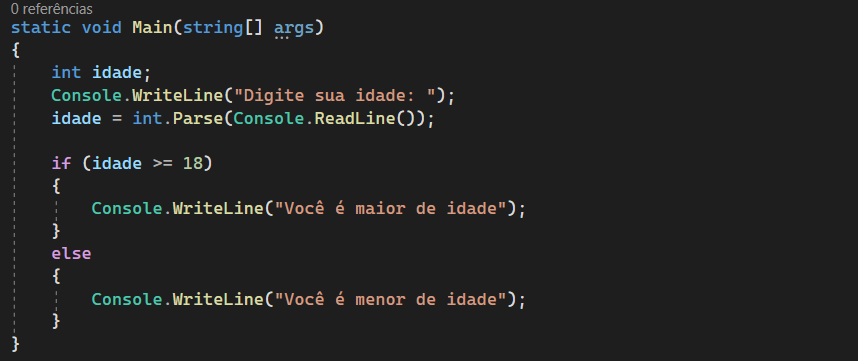 0 referências
static void Main(string[] args)
{
int idade;
Console.WriteLine("Digite sua idade: ");
idade = int.Parse(Console.ReadLine());
if (idade >= 18)
{
Console.WriteLine("Você é maior de idade");
}
else
{
Console.WriteLine("Você é menor de idade");
}
}